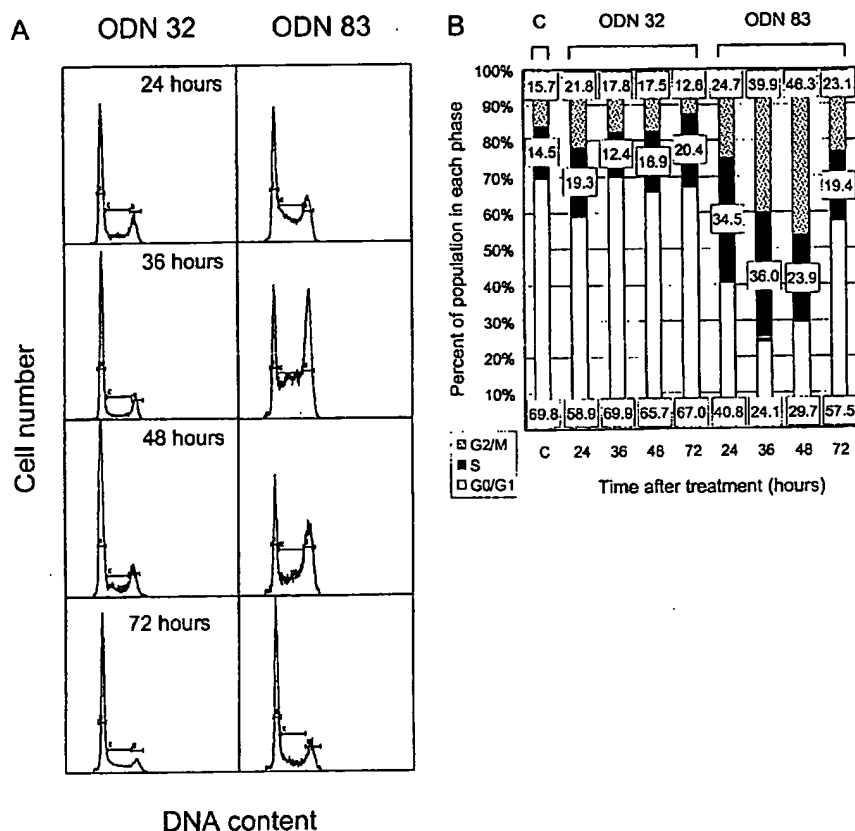 A
ODN 32
ODN 83
24 hours
36 hours
48 hours
72 hours
Cell number
DNA content
B
C
ODN 32
ODN 83
Percent of population in each phase
100%
90%
80%
70%
60%
50%
40%
30%
20%
10%
15.7 21.8 17.8 17.5 12.6 24.7 39.9 46.3 23.1
14.5 19.3 12.4 16.9 20.4 34.5 36.0 23.9 19.4
69.8 58.9 69.9 65.7 67.0 40.8 24.1 29.7 57.5
C 24 36 48 72 24 36 48 72
G2/M
S
G0/G1
Time after treatment (hours)